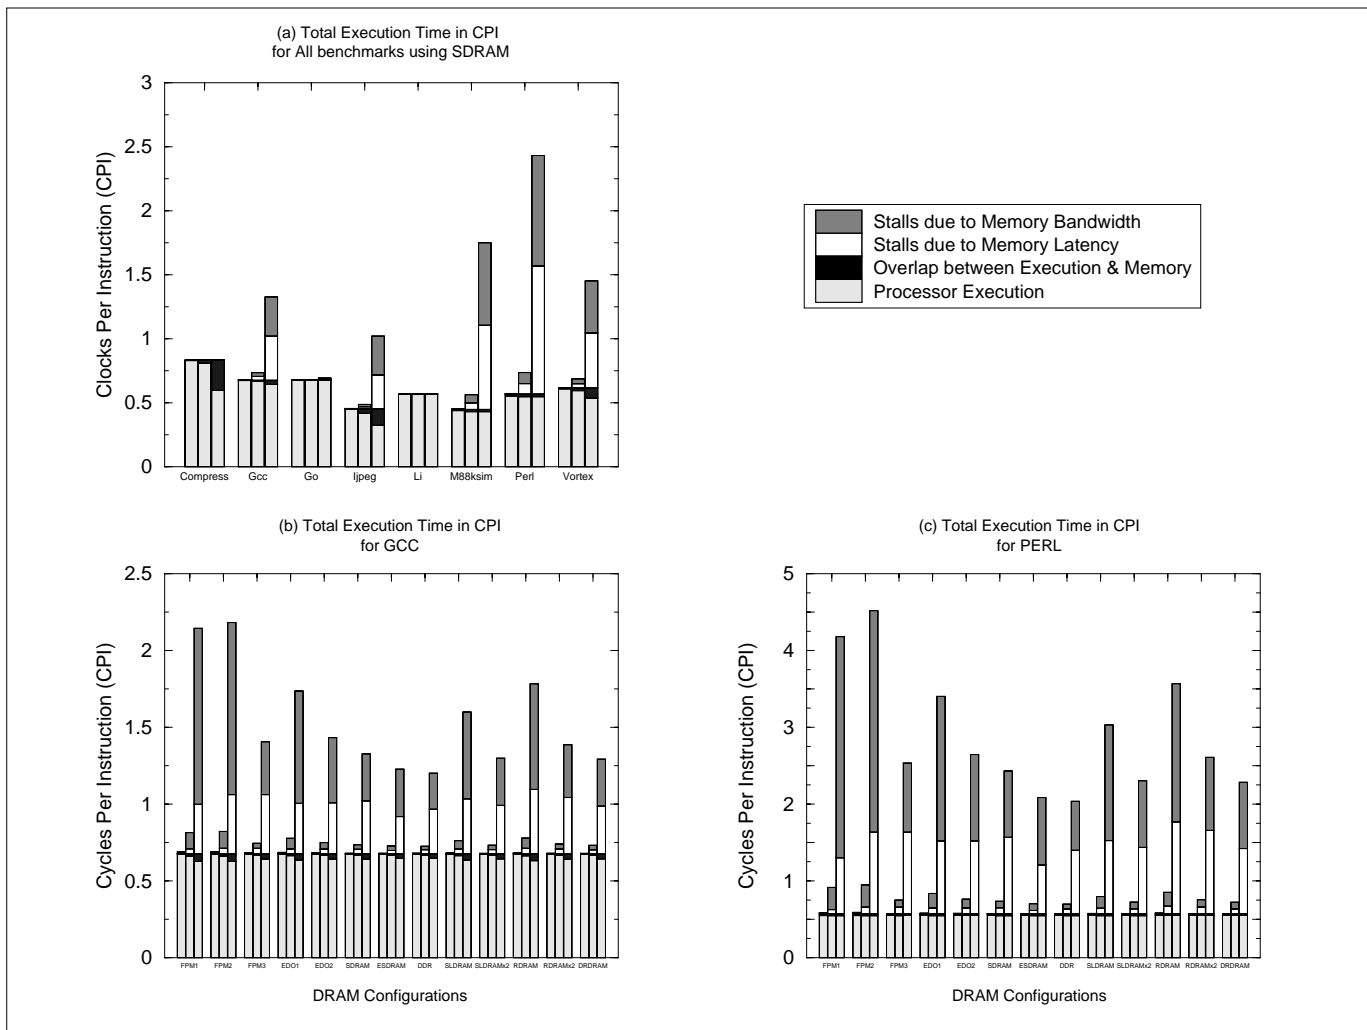 (a) Total Execution Time in CPI
for All benchmarks using SDRAM
Clocks Per Instruction (CPI)
3
2.5
2
1.5
1
0.5
0
Compress Gcc Go Ijpeg Li M88ksim Perl Vortex
Stalls due to Memory Bandwidth
Stalls due to Memory Latency
Overlap between Execution & Memory
Processor Execution
(b) Total Execution Time in CPI
for GCC
Cycles Per Instruction (CPI)
2.5
2
1.5
1
0.5
0
FPM1 FPM2 FPM3 EDO1 EDO2 SDRAM ESDRAM DDR SLDRAM SLDRAMx2 RDRAM RDRAMx2 DRDRAM
DRAM Configurations
(c) Total Execution Time in CPI
for PERL
Cycles Per Instruction (CPI)
5
4
3
2
1
0
FPM1 FPM2 FPM3 EDO1 EDO2 SDRAM ESDRAM DDR SLDRAM SLDRAMx2 RDRAM RDRAMx2 DRDRAM
DRAM Configurations